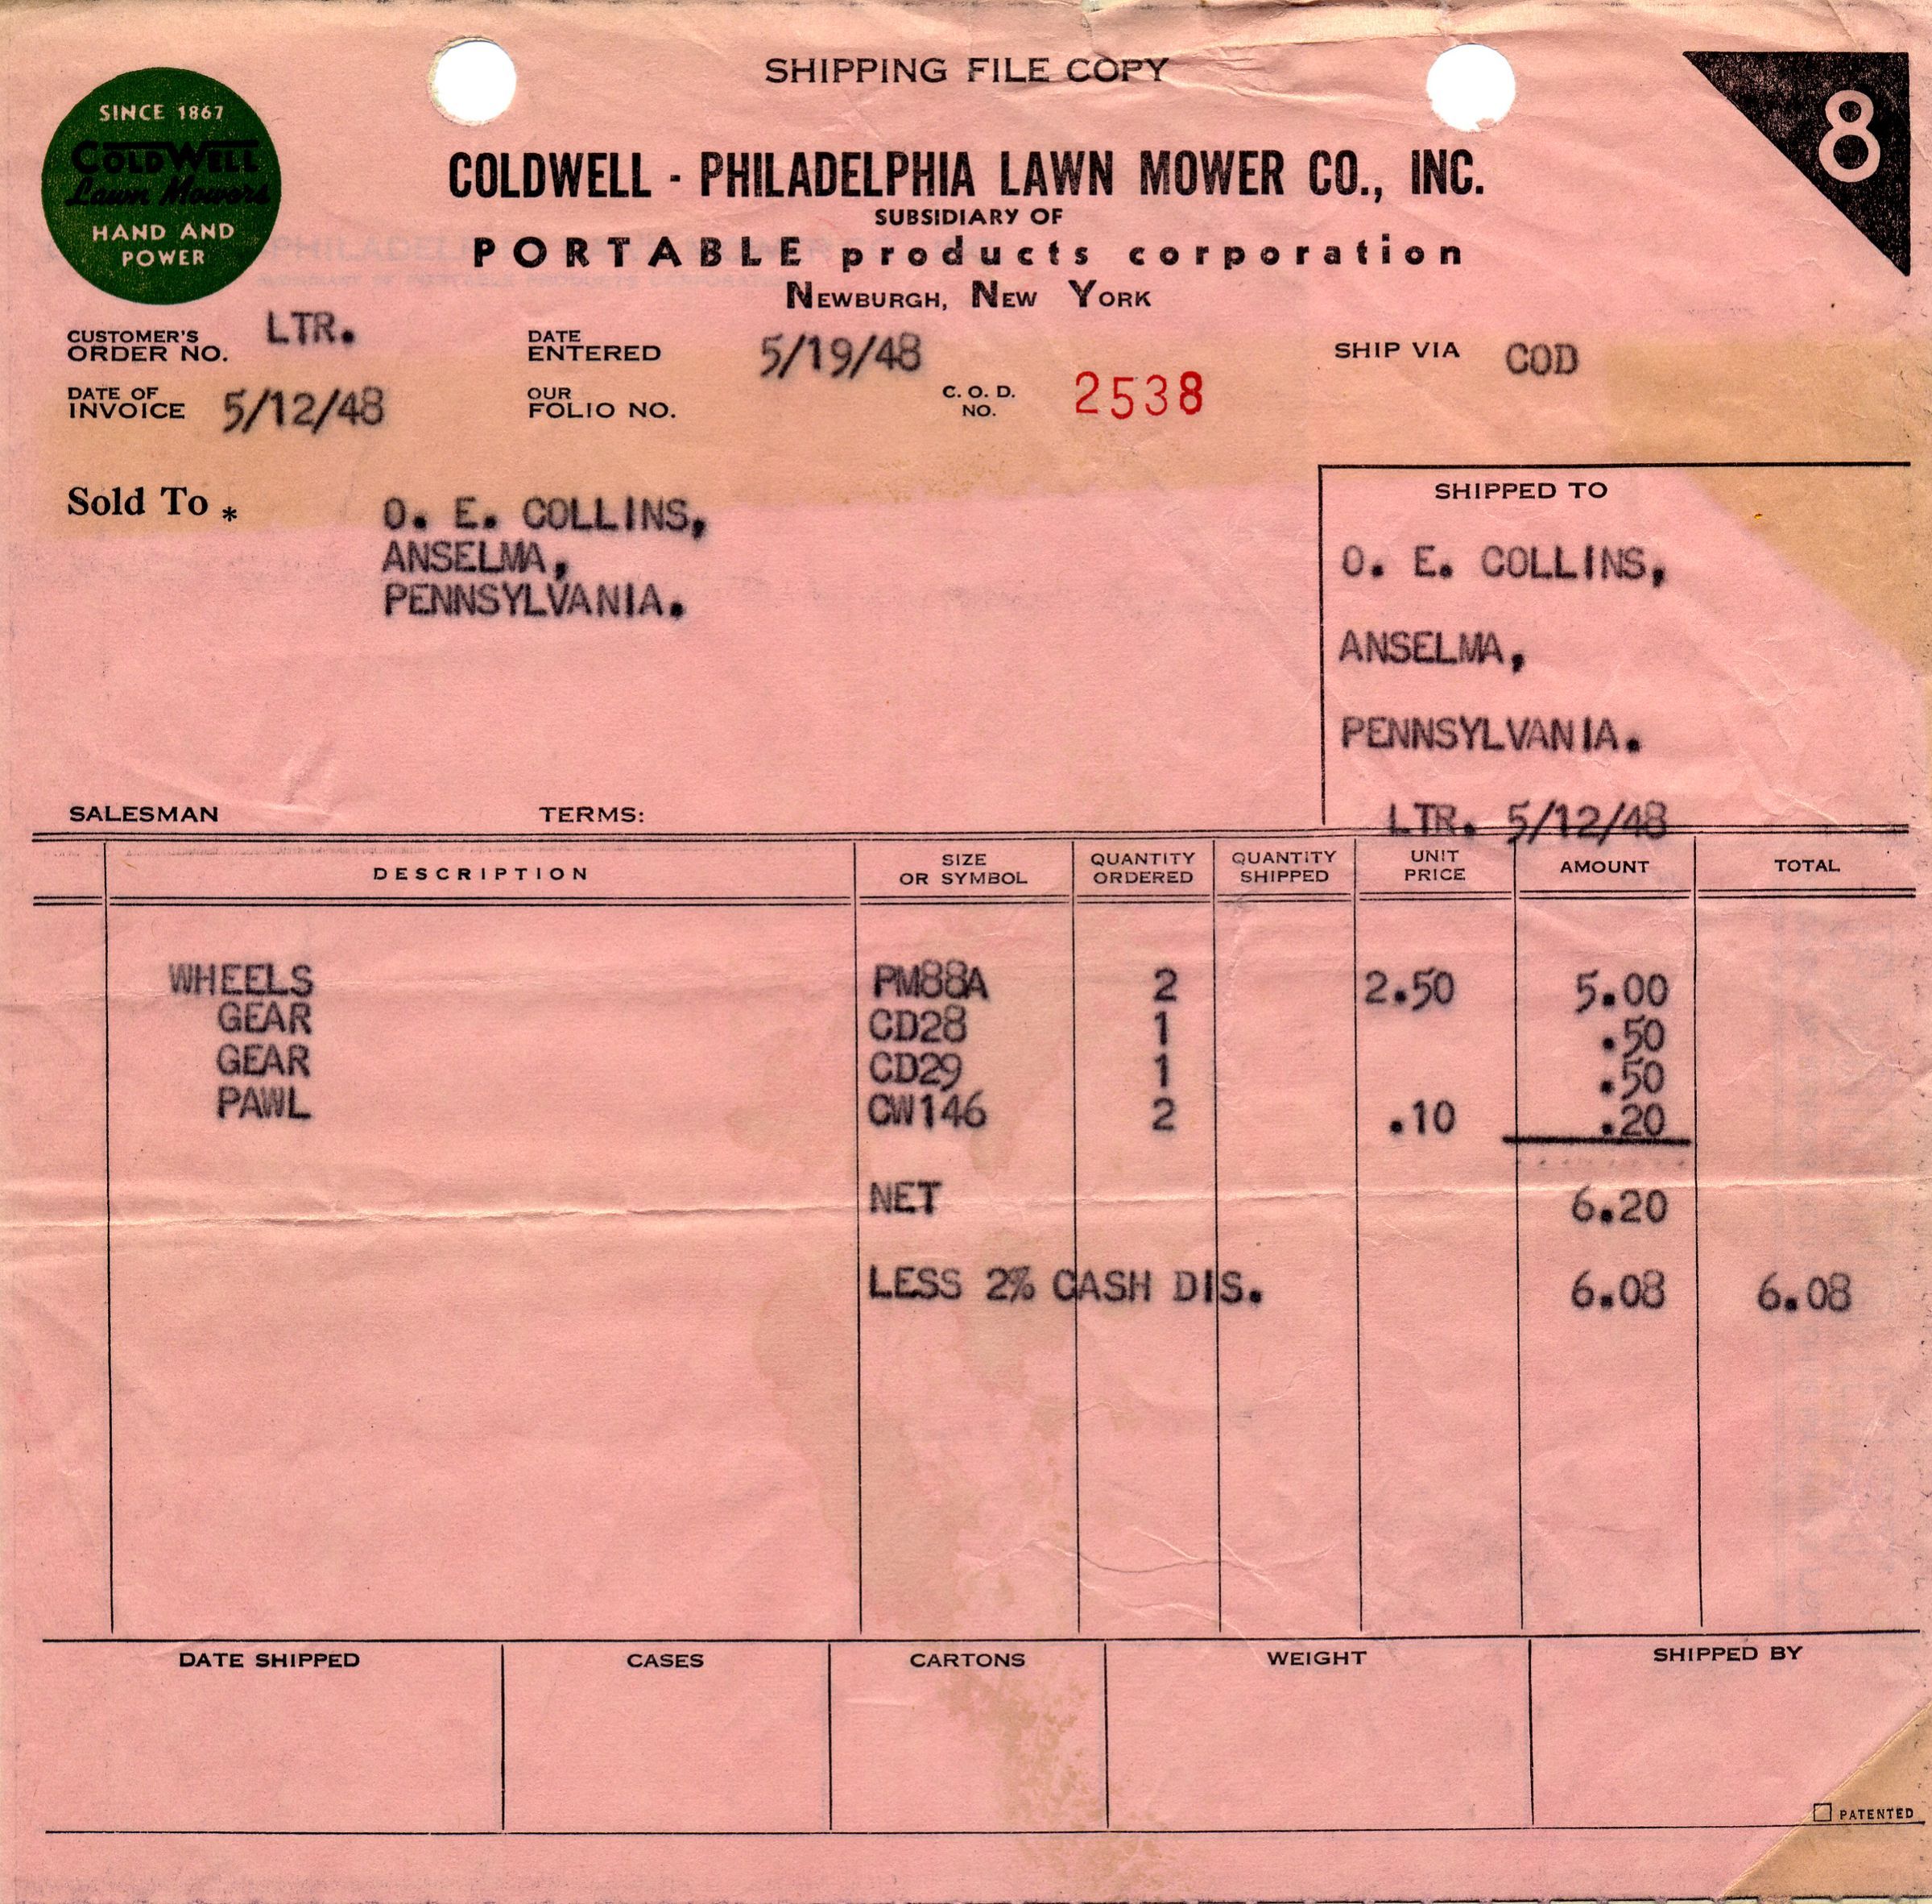 SHIPPING FILE COPY
8
SINCE 1867
COLDWELL
Lawn Mowers
HAND AND
POWER
COLDWELL - PHILADELPHIA LAWN MOWER CO., INC.
SUBSIDIARY OF
PORTABLE products corporation
NEWBURGH, NEW YORK
CUSTOMER'S ORDER NO. LTR.
DATE ENTERED 5/19/48
SHIP VIA COD
DATE OF INVOICE 5/12/48
OUR FOLIO NO.
C. O. D. NO. 2538
Sold To *
O. E. COLLINS,
ANSELMA,
PENNSYLVANIA.
SHIPPED TO
O. E. COLLINS,
ANSELMA,
PENNSYLVANIA.
LTR. 5/12/48
SALESMAN TERMS:
DESCRIPTION SIZE OR SYMBOL QUANTITY ORDERED QUANTITY SHIPPED UNIT PRICE AMOUNT TOTAL
WHEELS PM88A 2 2.50 5.00
GEAR CD28 1 .50
GEAR CD29 1 .50
PAWL CW146 2 .10 .20
NET 6.20
LESS 2% CASH DIS. 6.08 6.08
DATE SHIPPED CASES CARTONS WEIGHT SHIPPED BY
PATENTED